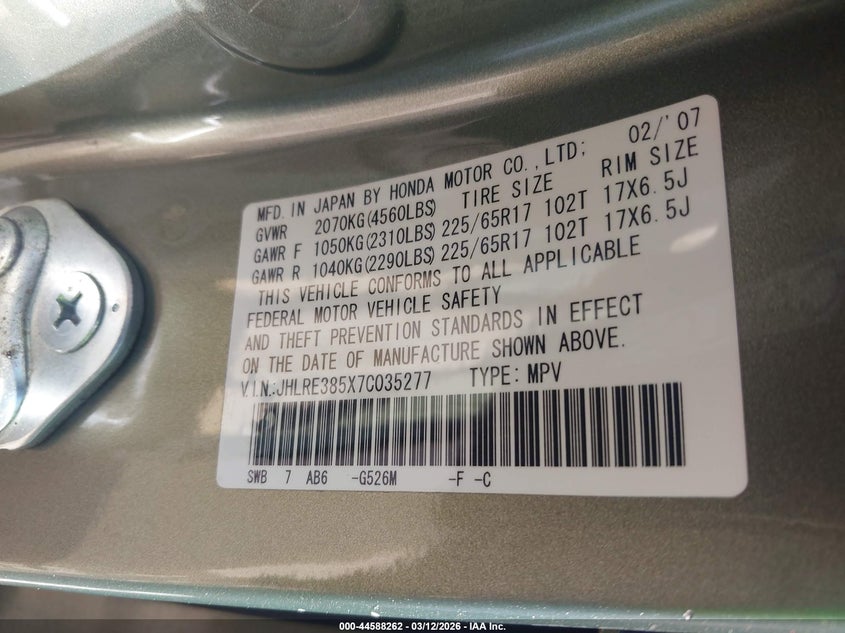 MFD. IN JAPAN BY HONDA MOTOR CO., LTD; 02/'07
GVWR 2070KG(4560LBS) TIRE SIZE RIM SIZE
GAWR F 1050KG(2310LBS) 225/65R17 102T 17X6.5J
GAWR R 1040KG(2290LBS) 225/65R17 102T 17X6.5J
THIS VEHICLE CONFORMS TO ALL APPLICABLE
FEDERAL MOTOR VEHICLE SAFETY
AND THEFT PREVENTION STANDARDS IN EFFECT
ON THE DATE OF MANUFACTURE SHOWN ABOVE.
V.I.N.:JHLRE385X7C035277 TYPE: MPV
SWB 7 AB6 -G526M -F -C
000-44588262 - 03/12/2026 - IAA Inc.